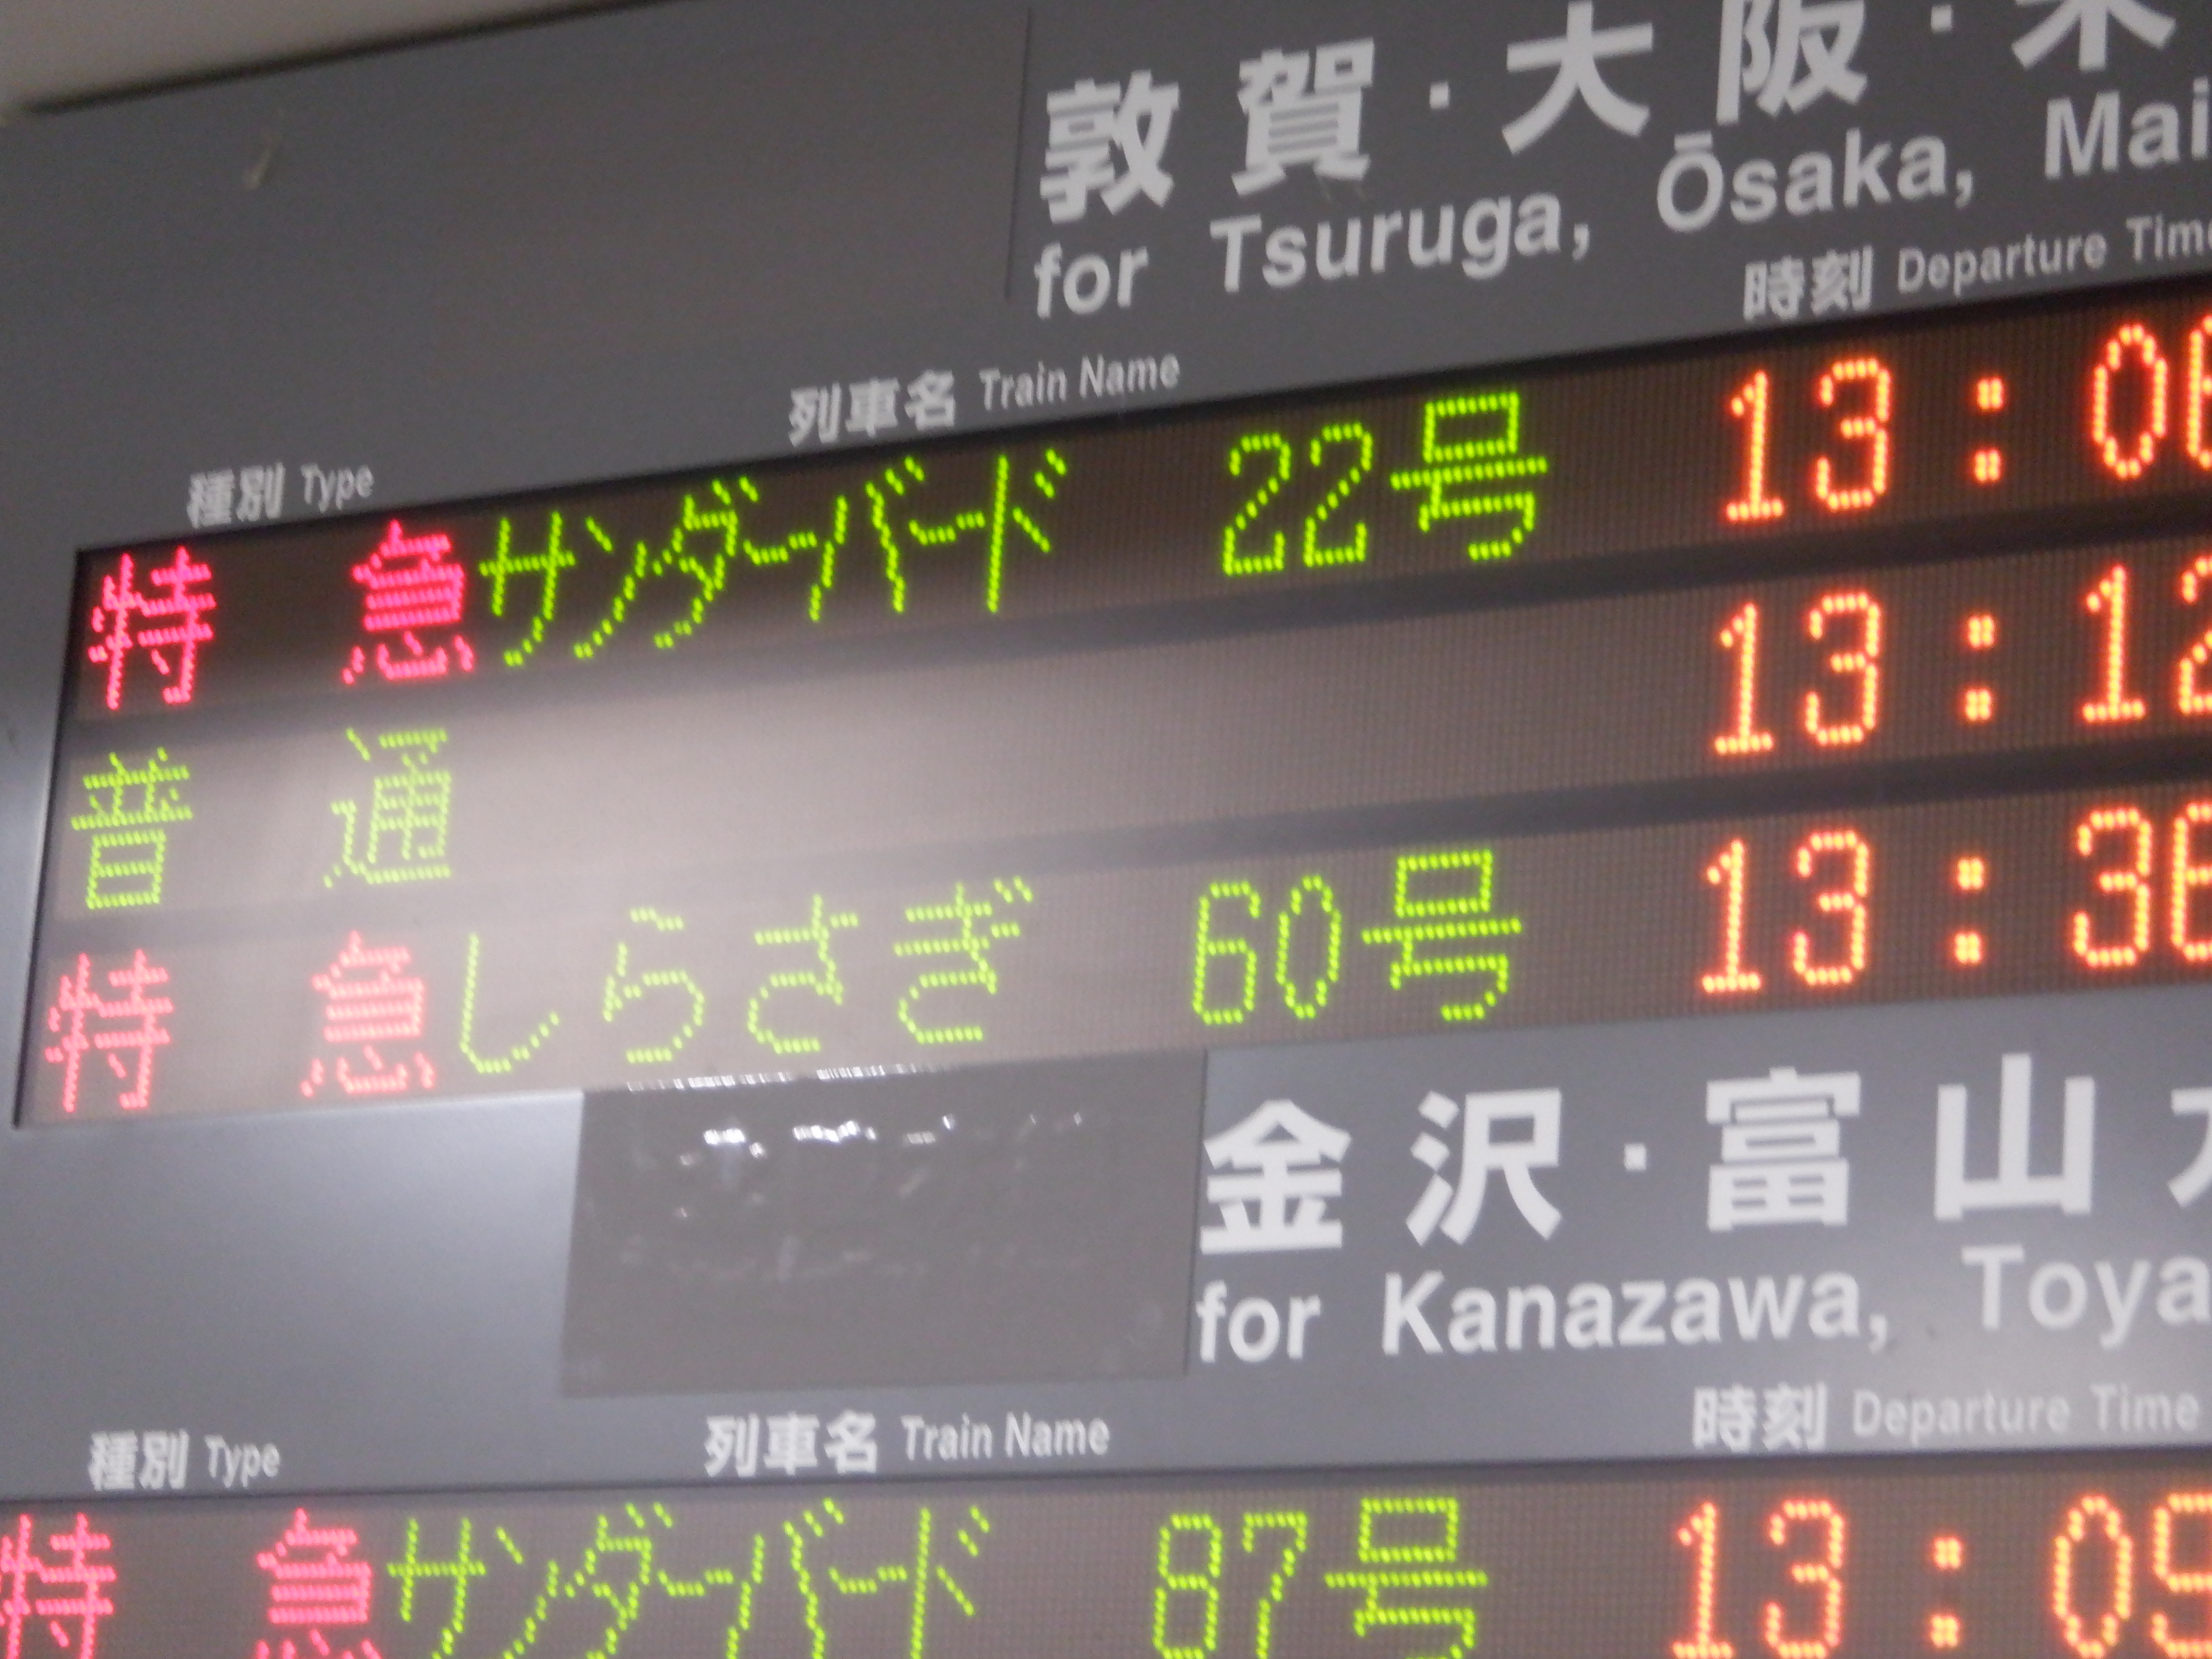 敦賀・大阪・米
for Tsuruga, Ōsaka, Mai
種別 Type 列車名 Train Name 時刻 Departure Time
特急 サンダーバード 22号 13:06
普通 13:12
特急 しらさぎ 60号 13:36
金沢・富山
for Kanazawa, Toya
種別 Type 列車名 Train Name 時刻 Departure Time
特急 サンダーバード 87号 13:09